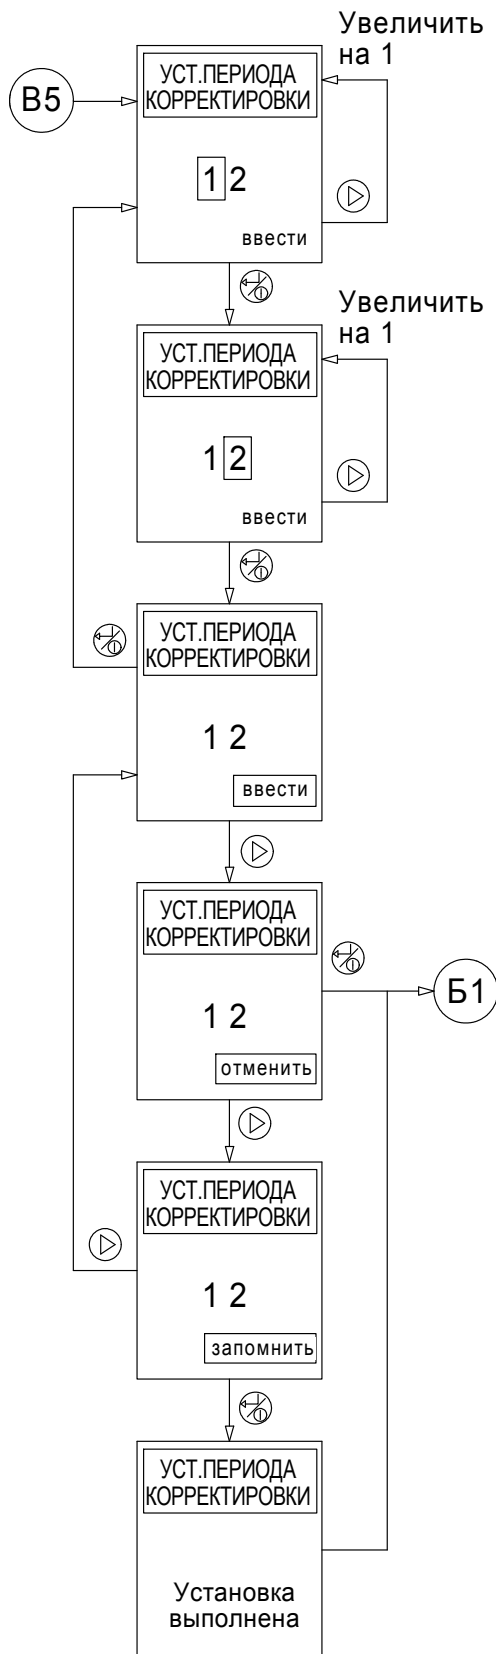 Увеличить
на 1
В5
УСТ.ПЕРИОДА
КОРРЕКТИРОВКИ
1 2
ввести
Увеличить
на 1
УСТ.ПЕРИОДА
КОРРЕКТИРОВКИ
1 2
ввести
УСТ.ПЕРИОДА
КОРРЕКТИРОВКИ
1 2
ввести
УСТ.ПЕРИОДА
КОРРЕКТИРОВКИ
1 2
отменить
Б1
УСТ.ПЕРИОДА
КОРРЕКТИРОВКИ
1 2
запомнить
УСТ.ПЕРИОДА
КОРРЕКТИРОВКИ
Установка
выполнена